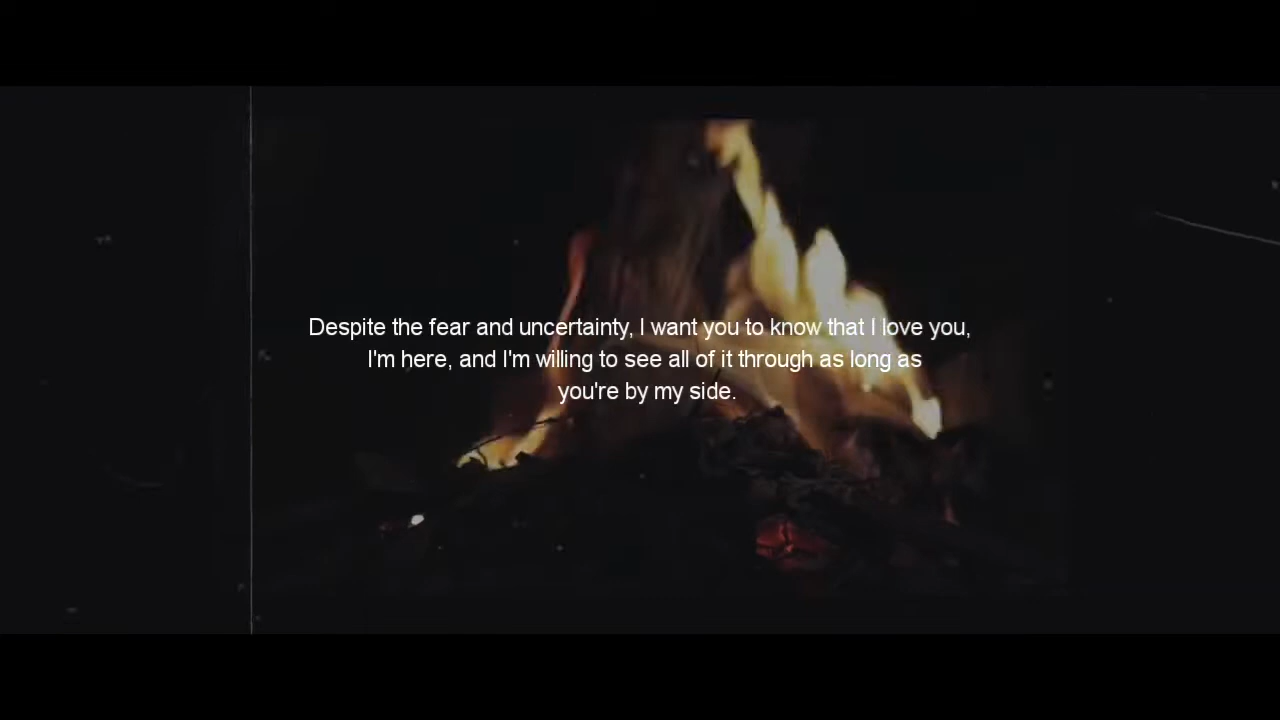 Despite the fear and uncertainty, I want you to know that I love you,
I'm here, and I'm willing to see all of it through as long as
you're by my side.